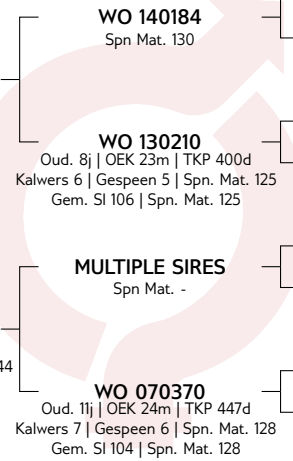 WO 140184
Spn Mat. 130
WO 130210
Oud. 8j | OEK 23m | TKP 400d
Kalwers 6 | Gespeen 5 | Spn. Mat. 125
Gem. SI 106 | Spn. Mat. 125
MULTIPLE SIRES
Spn Mat. -
44
WO 070370
Oud. 11j | OEK 24m | TKP 447d
Kalwers 7 | Gespeen 6 | Spn. Mat. 128
Gem. SI 104 | Spn. Mat. 128